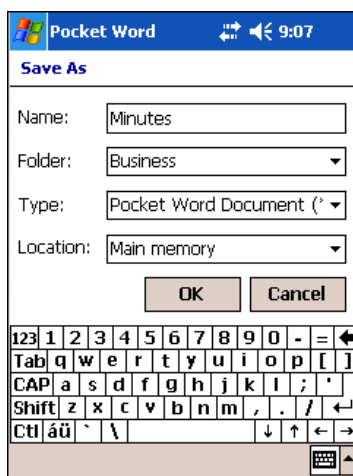 Pocket Word 9:07
Save As
Name: Minutes
Folder: Business
Type: Pocket Word Document (*
Location: Main memory
OK Cancel
123 1 2 3 4 5 6 7 8 9 0 - = ←
Tab q w e r t y u i o p [ ]
CAP a s d f g h j k l ; '
Shift z x c v b n m , . / ↵
Ctl áü ` \ ↓ ↑ ← →